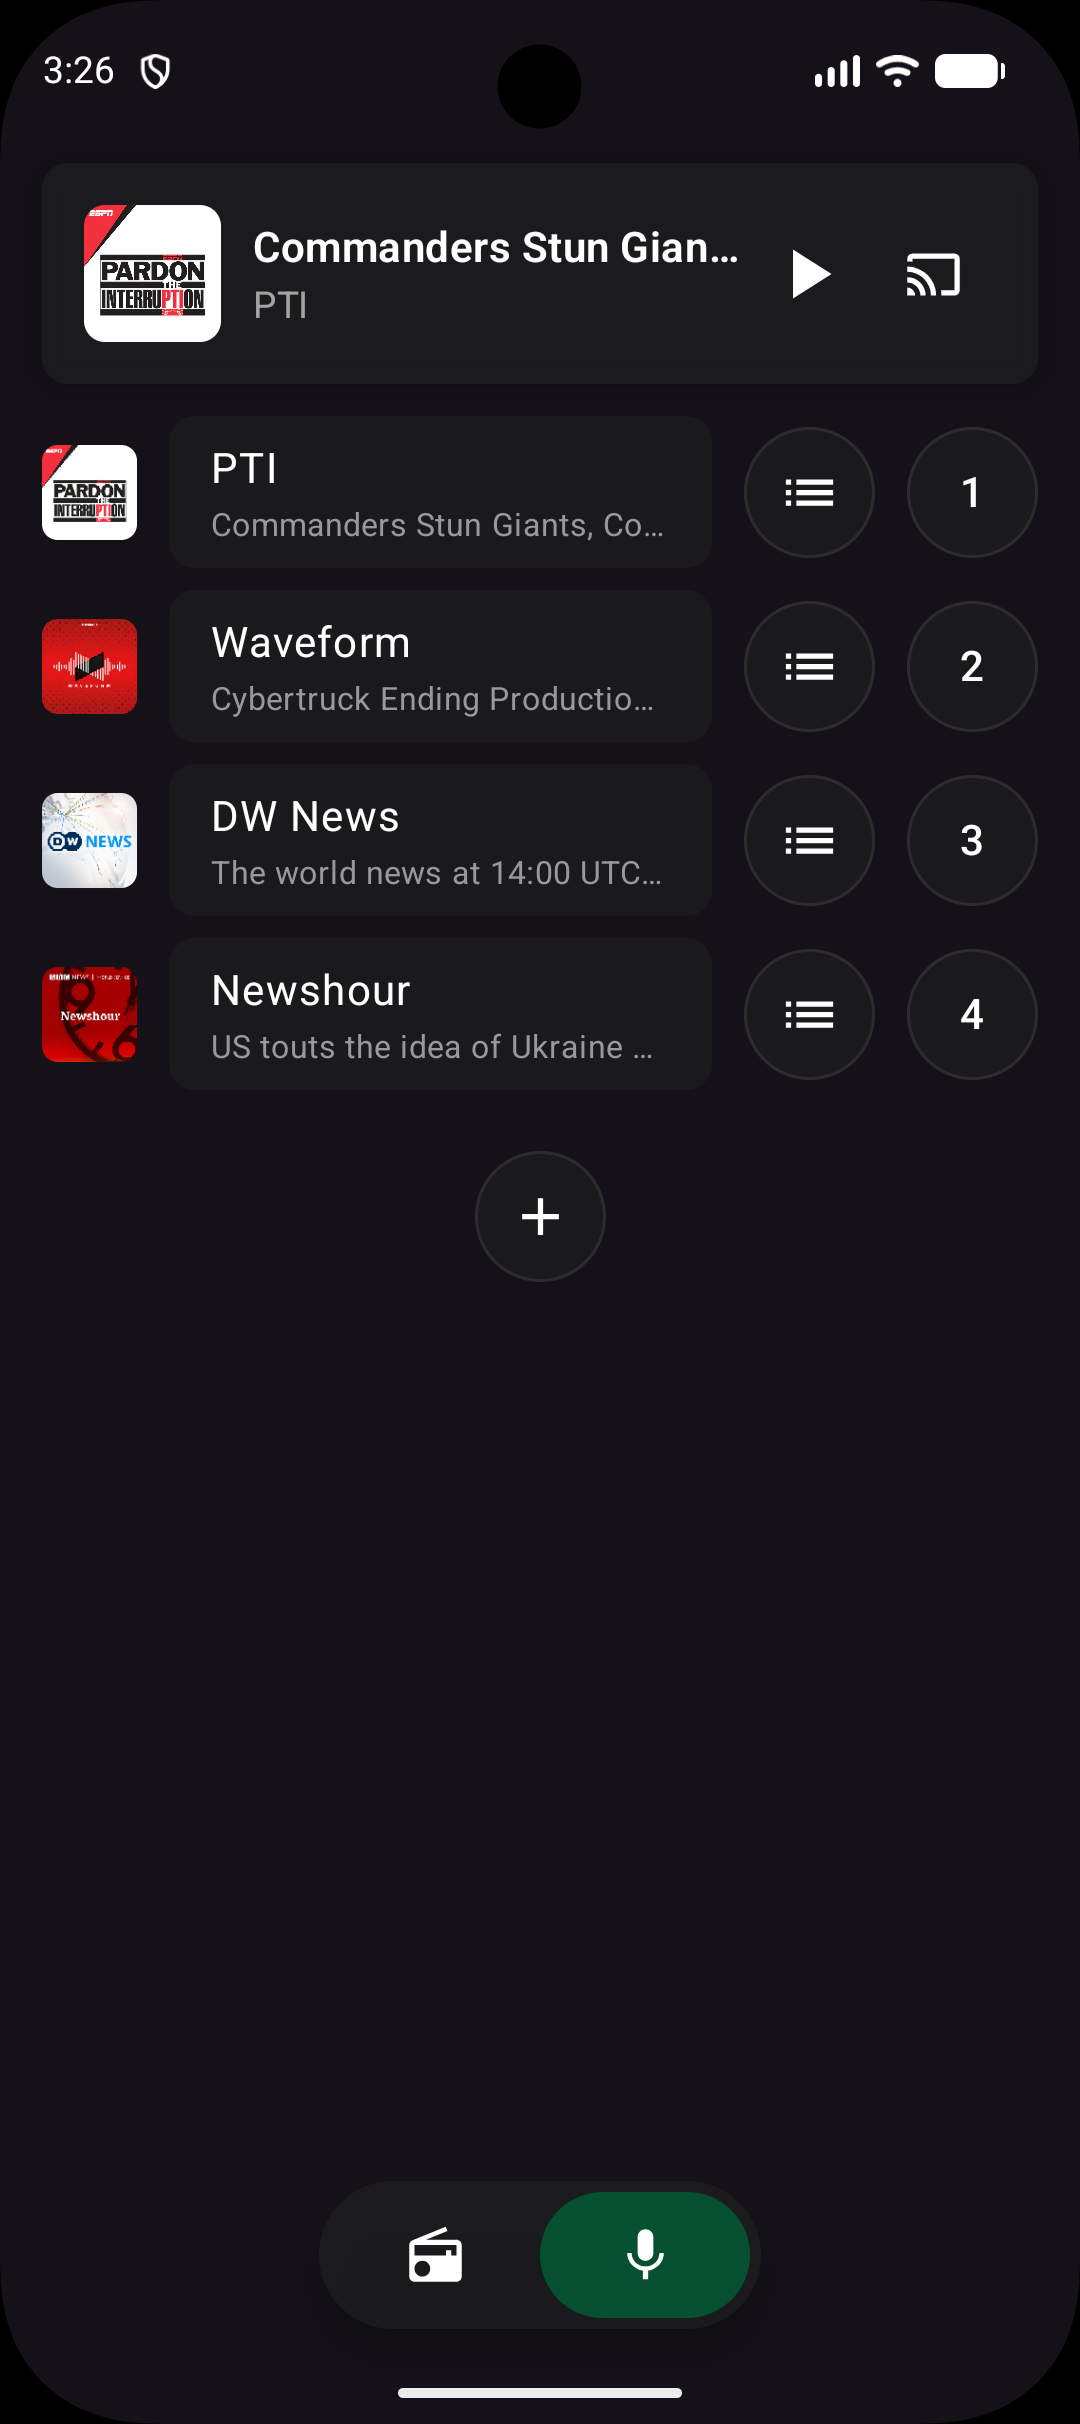 3:26
ESPN
PARDON
THE
INTERRUPTION
Commanders Stun Gian...
PTI
PARDON
THE
INTERRUPTION
PTI
Commanders Stun Giants, Co...
1
Waveform
Cybertruck Ending Productio...
2
DW NEWS
DW News
The world news at 14:00 UTC...
3
Newshour
Newshour
US touts the idea of Ukraine ...
4